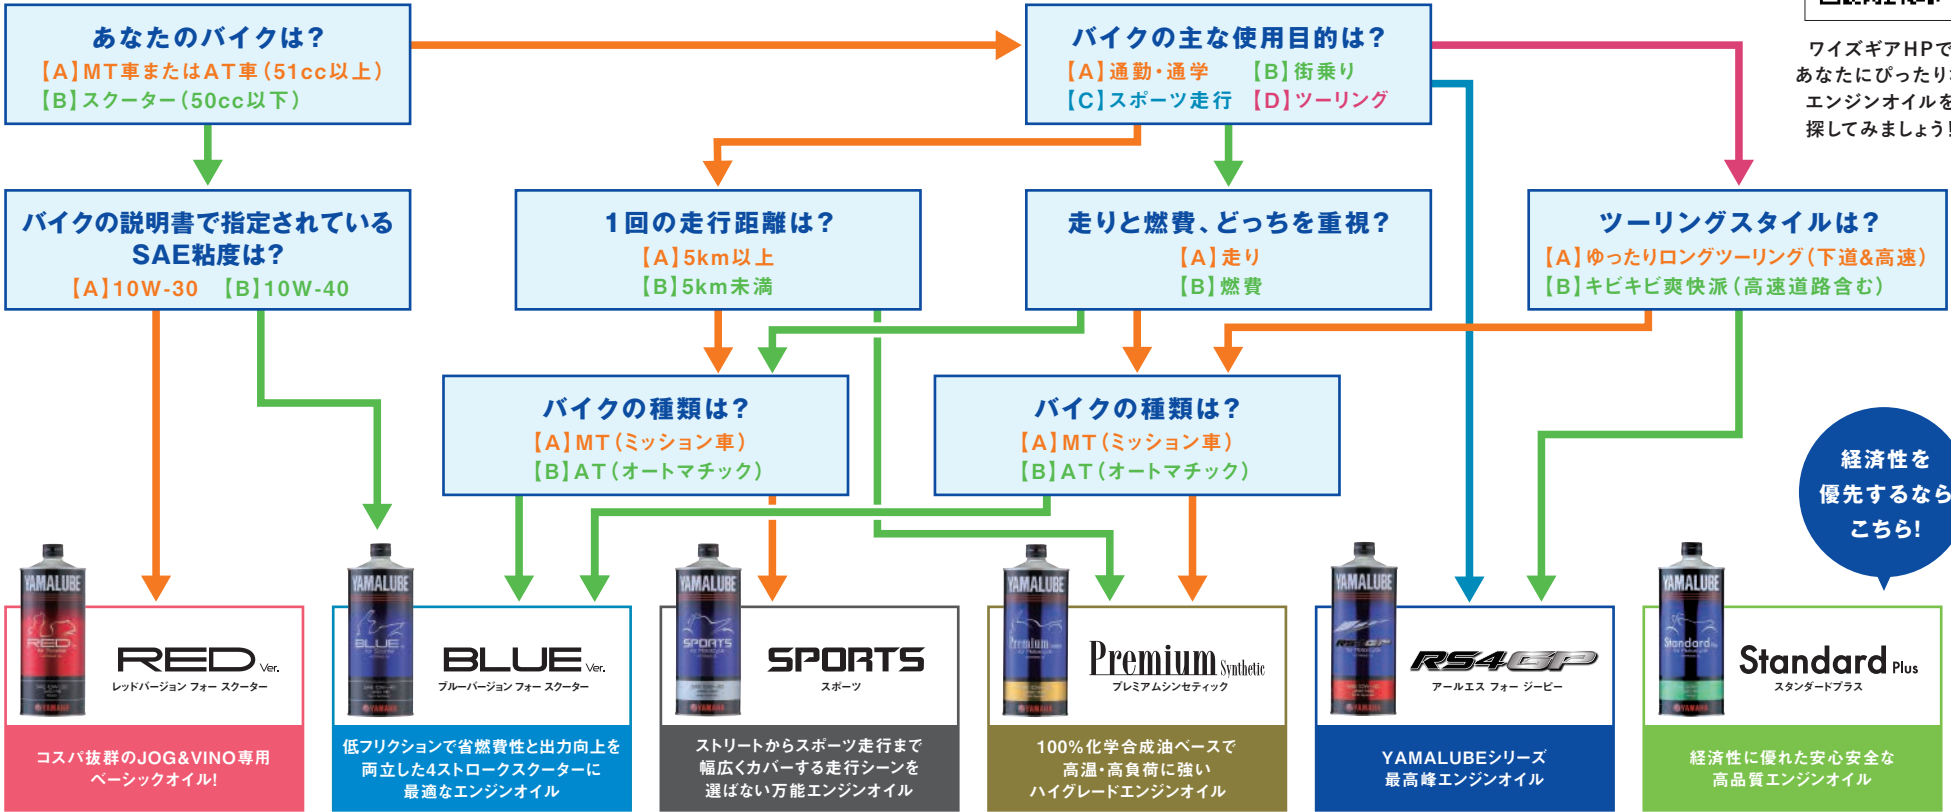 あなたのバイクは?
【A】MT車またはAT車(51cc以上)
【B】スクーター(50cc以下)
バイクの主な使用目的は?
【A】通勤・通学 【B】街乗り
【C】スポーツ走行 【D】ツーリング
ワイズギアHPで
あなたにぴったりな
エンジンオイルを
探してみましょう!
バイクの説明書で指定されている
SAE粘度は?
【A】10W-30 【B】10W-40
1回の走行距離は?
【A】5km以上
【B】5km未満
走りと燃費、どっちを重視?
【A】走り
【B】燃費
ツーリングスタイルは?
【A】ゆったりロングツーリング(下道&高速)
【B】キビキビ爽快派(高速道路含む)
バイクの種類は?
【A】MT(ミッション車)
【B】AT(オートマチック)
バイクの種類は?
【A】MT(ミッション車)
【B】AT(オートマチック)
経済性を
優先するなら
こちら!
YAMALUBE
RED
YAMAHA
RED Ver.
レッドバージョン フォー スクーター
コスパ抜群のJOG&VINO専用
ベーシックオイル!
YAMALUBE
BLUE
YAMAHA
BLUE Ver.
ブルーバージョン フォー スクーター
低フリクションで省燃費性と出力向上を
両立した4ストロークスクーターに
最適なエンジンオイル
YAMALUBE
SPORTS
YAMAHA
SPORTS
スポーツ
ストリートからスポーツ走行まで
幅広くカバーする走行シーンを
選ばない万能エンジンオイル
YAMALUBE
Premium
YAMAHA
Premium Synthetic
プレミアムシンセティック
100%化学合成油ベースで
高温・高負荷に強い
ハイグレードエンジンオイル
YAMALUBE
RS4GP
YAMAHA
RS4GP
アールエス フォー ジーピー
YAMALUBEシリーズ
最高峰エンジンオイル
YAMALUBE
Standard Plus
YAMAHA
Standard Plus
スタンダードプラス
経済性に優れた安心安全な
高品質エンジンオイル